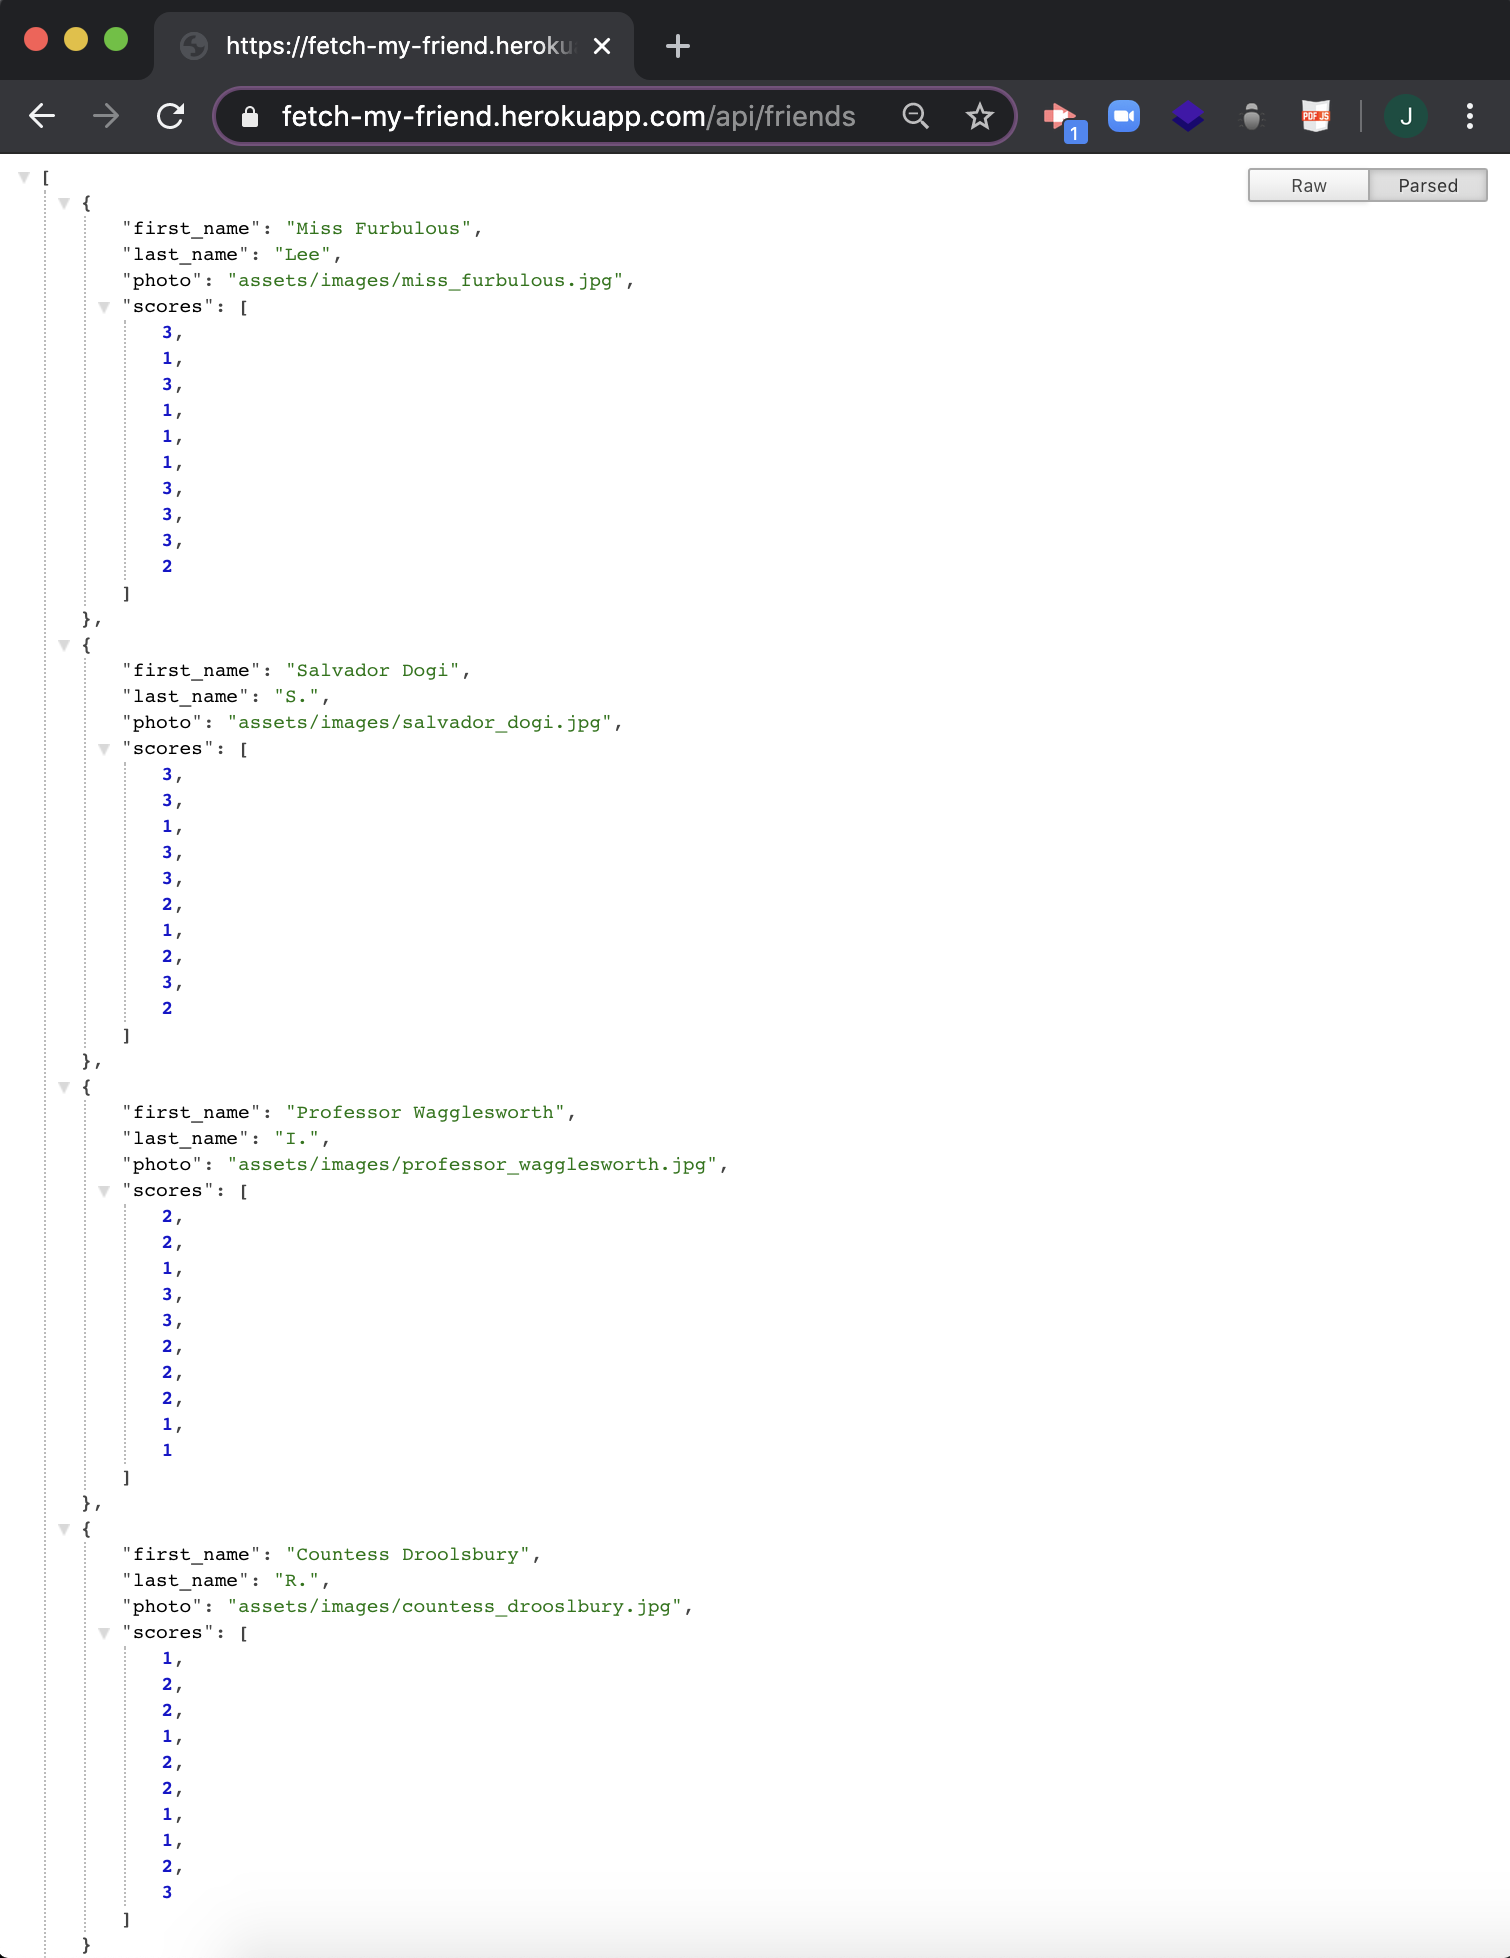 https://fetch-my-friend.heroku
fetch-my-friend.herokuapp.com/api/friends
1
PDF JS
J
Raw
Parsed
[
{
"first_name": "Miss Furbulous",
"last_name": "Lee",
"photo": "assets/images/miss_furbulous.jpg",
"scores": [
3,
1,
3,
1,
1,
1,
3,
3,
3,
2
]
},
{
"first_name": "Salvador Dogi",
"last_name": "S.",
"photo": "assets/images/salvador_dogi.jpg",
"scores": [
3,
3,
1,
3,
3,
2,
1,
2,
3,
2
]
},
{
"first_name": "Professor Wagglesworth",
"last_name": "I.",
"photo": "assets/images/professor_wagglesworth.jpg",
"scores": [
2,
2,
1,
3,
3,
2,
2,
2,
1,
1
]
},
{
"first_name": "Countess Droolsbury",
"last_name": "R.",
"photo": "assets/images/countess_drooslbury.jpg",
"scores": [
1,
2,
2,
1,
2,
2,
1,
1,
2,
3
]
}